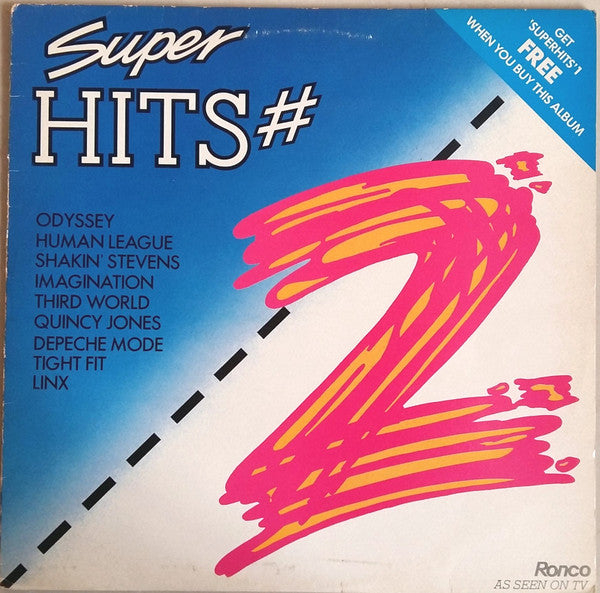 Super
HITS#
2
GET
'SUPERHITS'1
FREE
WHEN YOU BUY THIS ALBUM
ODYSSEY
HUMAN LEAGUE
SHAKIN' STEVENS
IMAGINATION
THIRD WORLD
QUINCY JONES
DEPECHE MODE
TIGHT FIT
LINX
Ronco
AS SEEN ON TV